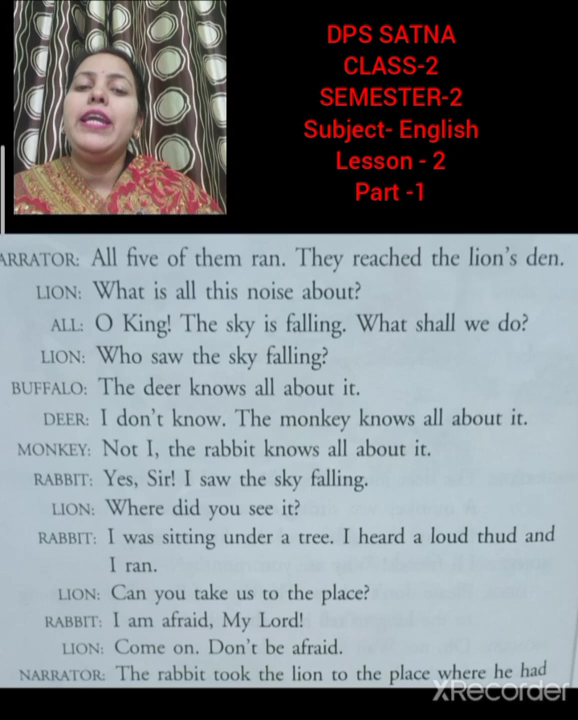 DPS SATNA
CLASS-2
SEMESTER-2
Subject- English
Lesson - 2
Part -1
ARRATOR: All five of them ran. They reached the lion's den.
LION: What is all this noise about?
ALL: O King! The sky is falling. What shall we do?
LION: Who saw the sky falling?
BUFFALO: The deer knows all about it.
DEER: I don't know. The monkey knows all about it.
MONKEY: Not I, the rabbit knows all about it.
RABBIT: Yes, Sir! I saw the sky falling.
LION: Where did you see it?
RABBIT: I was sitting under a tree. I heard a loud thud and
I ran.
LION: Can you take us to the place?
RABBIT: I am afraid, My Lord!
LION: Come on. Don't be afraid.
NARRATOR: The rabbit took the lion to the place where he had
XRecorder